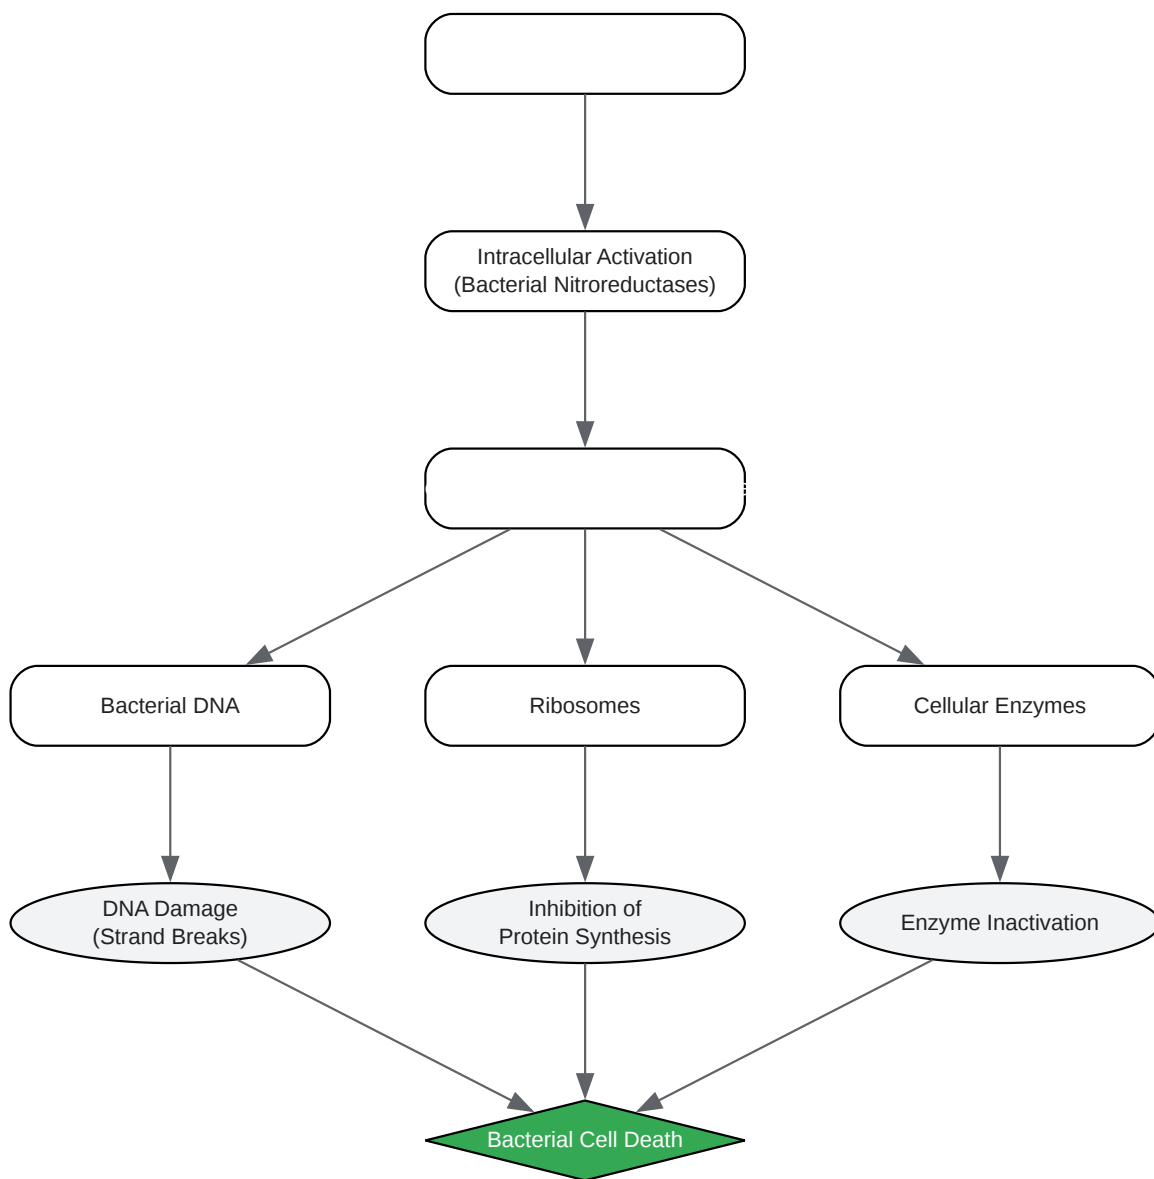 Intracellular Activation
(Bacterial Nitroreductases)
Bacterial DNA
Ribosomes
Cellular Enzymes
DNA Damage
(Strand Breaks)
Inhibition of
Protein Synthesis
Enzyme Inactivation
Bacterial Cell Death